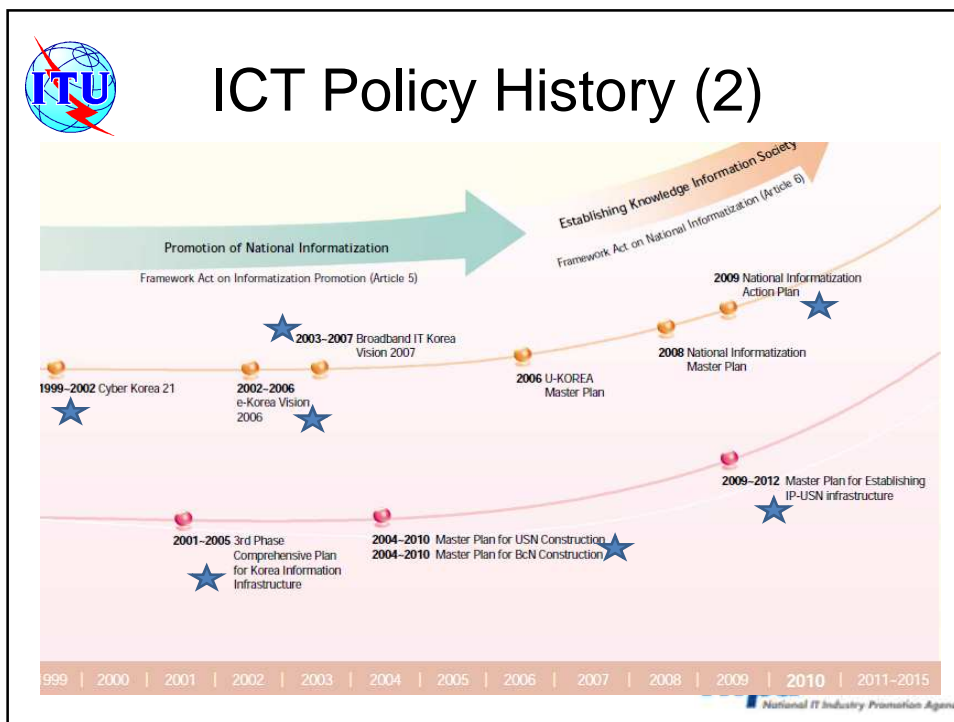 ITU
ICT Policy History (2)
Establishing Knowledge Information Society
Framework Act on National Informatization (Article 6)
Promotion of National Informatization
Framework Act on Informatization Promotion (Article 5)
2009 National Informatization
Action Plan
2003~2007 Broadband IT Korea
Vision 2007
2008 National Informatization
Master Plan
1999~2002 Cyber Korea 21
2002~2006
e-Korea Vision
2006
2006 U-KOREA
Master Plan
2009~2012 Master Plan for Establishing
IP-USN infrastructure
2001~2005 3rd Phase
Comprehensive Plan
for Korea Information
Infrastructure
2004~2010 Master Plan for USN Construction
2004~2010 Master Plan for BcN Construction
1999 | 2000 | 2001 | 2002 | 2003 | 2004 | 2005 | 2006 | 2007 | 2008 | 2009 | 2010 | 2011~2015
National IT Industry Promotion Agen